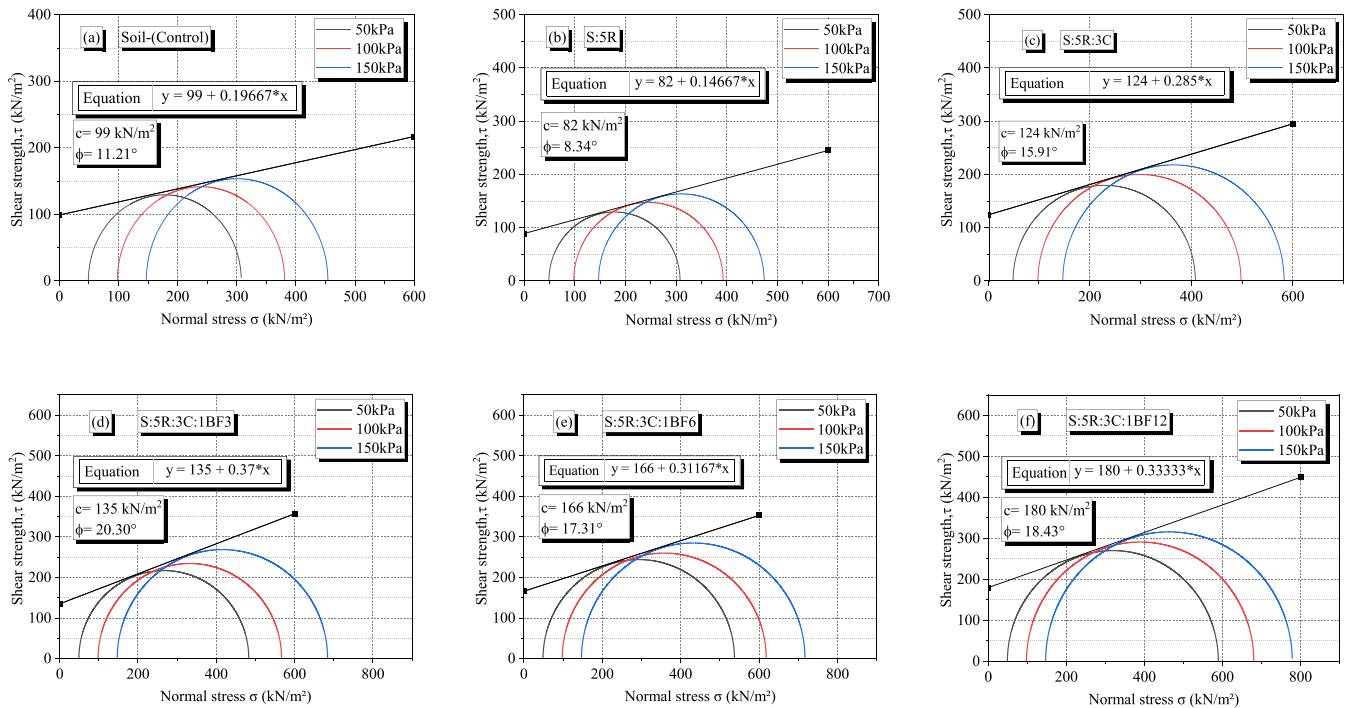 (a) Soil-(Control)
50kPa
100kPa
150kPa
Equation y = 99 + 0.19667*x
c= 99 kN/m²
ϕ= 11.21°
Shear strength,τ (kN/m²)
400
300
200
100
0
0 100 200 300 400 500 600
Normal stress σ (kN/m²)
(b) S:5R
50kPa
100kPa
150kPa
Equation y = 82 + 0.14667*x
c= 82 kN/m²
ϕ= 8.34°
Shear strength,τ (kN/m²)
500
400
300
200
100
0
0 100 200 300 400 500 600 700
Normal stress σ (kN/m²)
(c) S:5R:3C
50kPa
100kPa
150kPa
Equation y = 124 + 0.285*x
c= 124 kN/m²
ϕ= 15.91°
Shear strength,τ (kN/m²)
500
400
300
200
100
0
0 200 400 600
Normal stress σ (kN/m²)
(d) S:5R:3C:1BF3
50kPa
100kPa
150kPa
Equation y = 135 + 0.37*x
c= 135 kN/m²
ϕ= 20.30°
Shear strength,τ (kN/m²)
600
500
400
300
200
100
0
0 200 400 600 800
Normal stress σ (kN/m²)
(e) S:5R:3C:1BF6
50kPa
100kPa
150kPa
Equation y = 166 + 0.31167*x
c= 166 kN/m²
ϕ= 17.31°
Shear strength,τ (kN/m²)
600
500
400
300
200
100
0
0 200 400 600 800
Normal stress σ (kN/m²)
(f) S:5R:3C:1BF12
50kPa
100kPa
150kPa
Equation y = 180 + 0.33333*x
c= 180 kN/m²
ϕ= 18.43°
Shear strength,τ (kN/m²)
600
500
400
300
200
100
0
0 200 400 600 800
Normal stress σ (kN/m²)